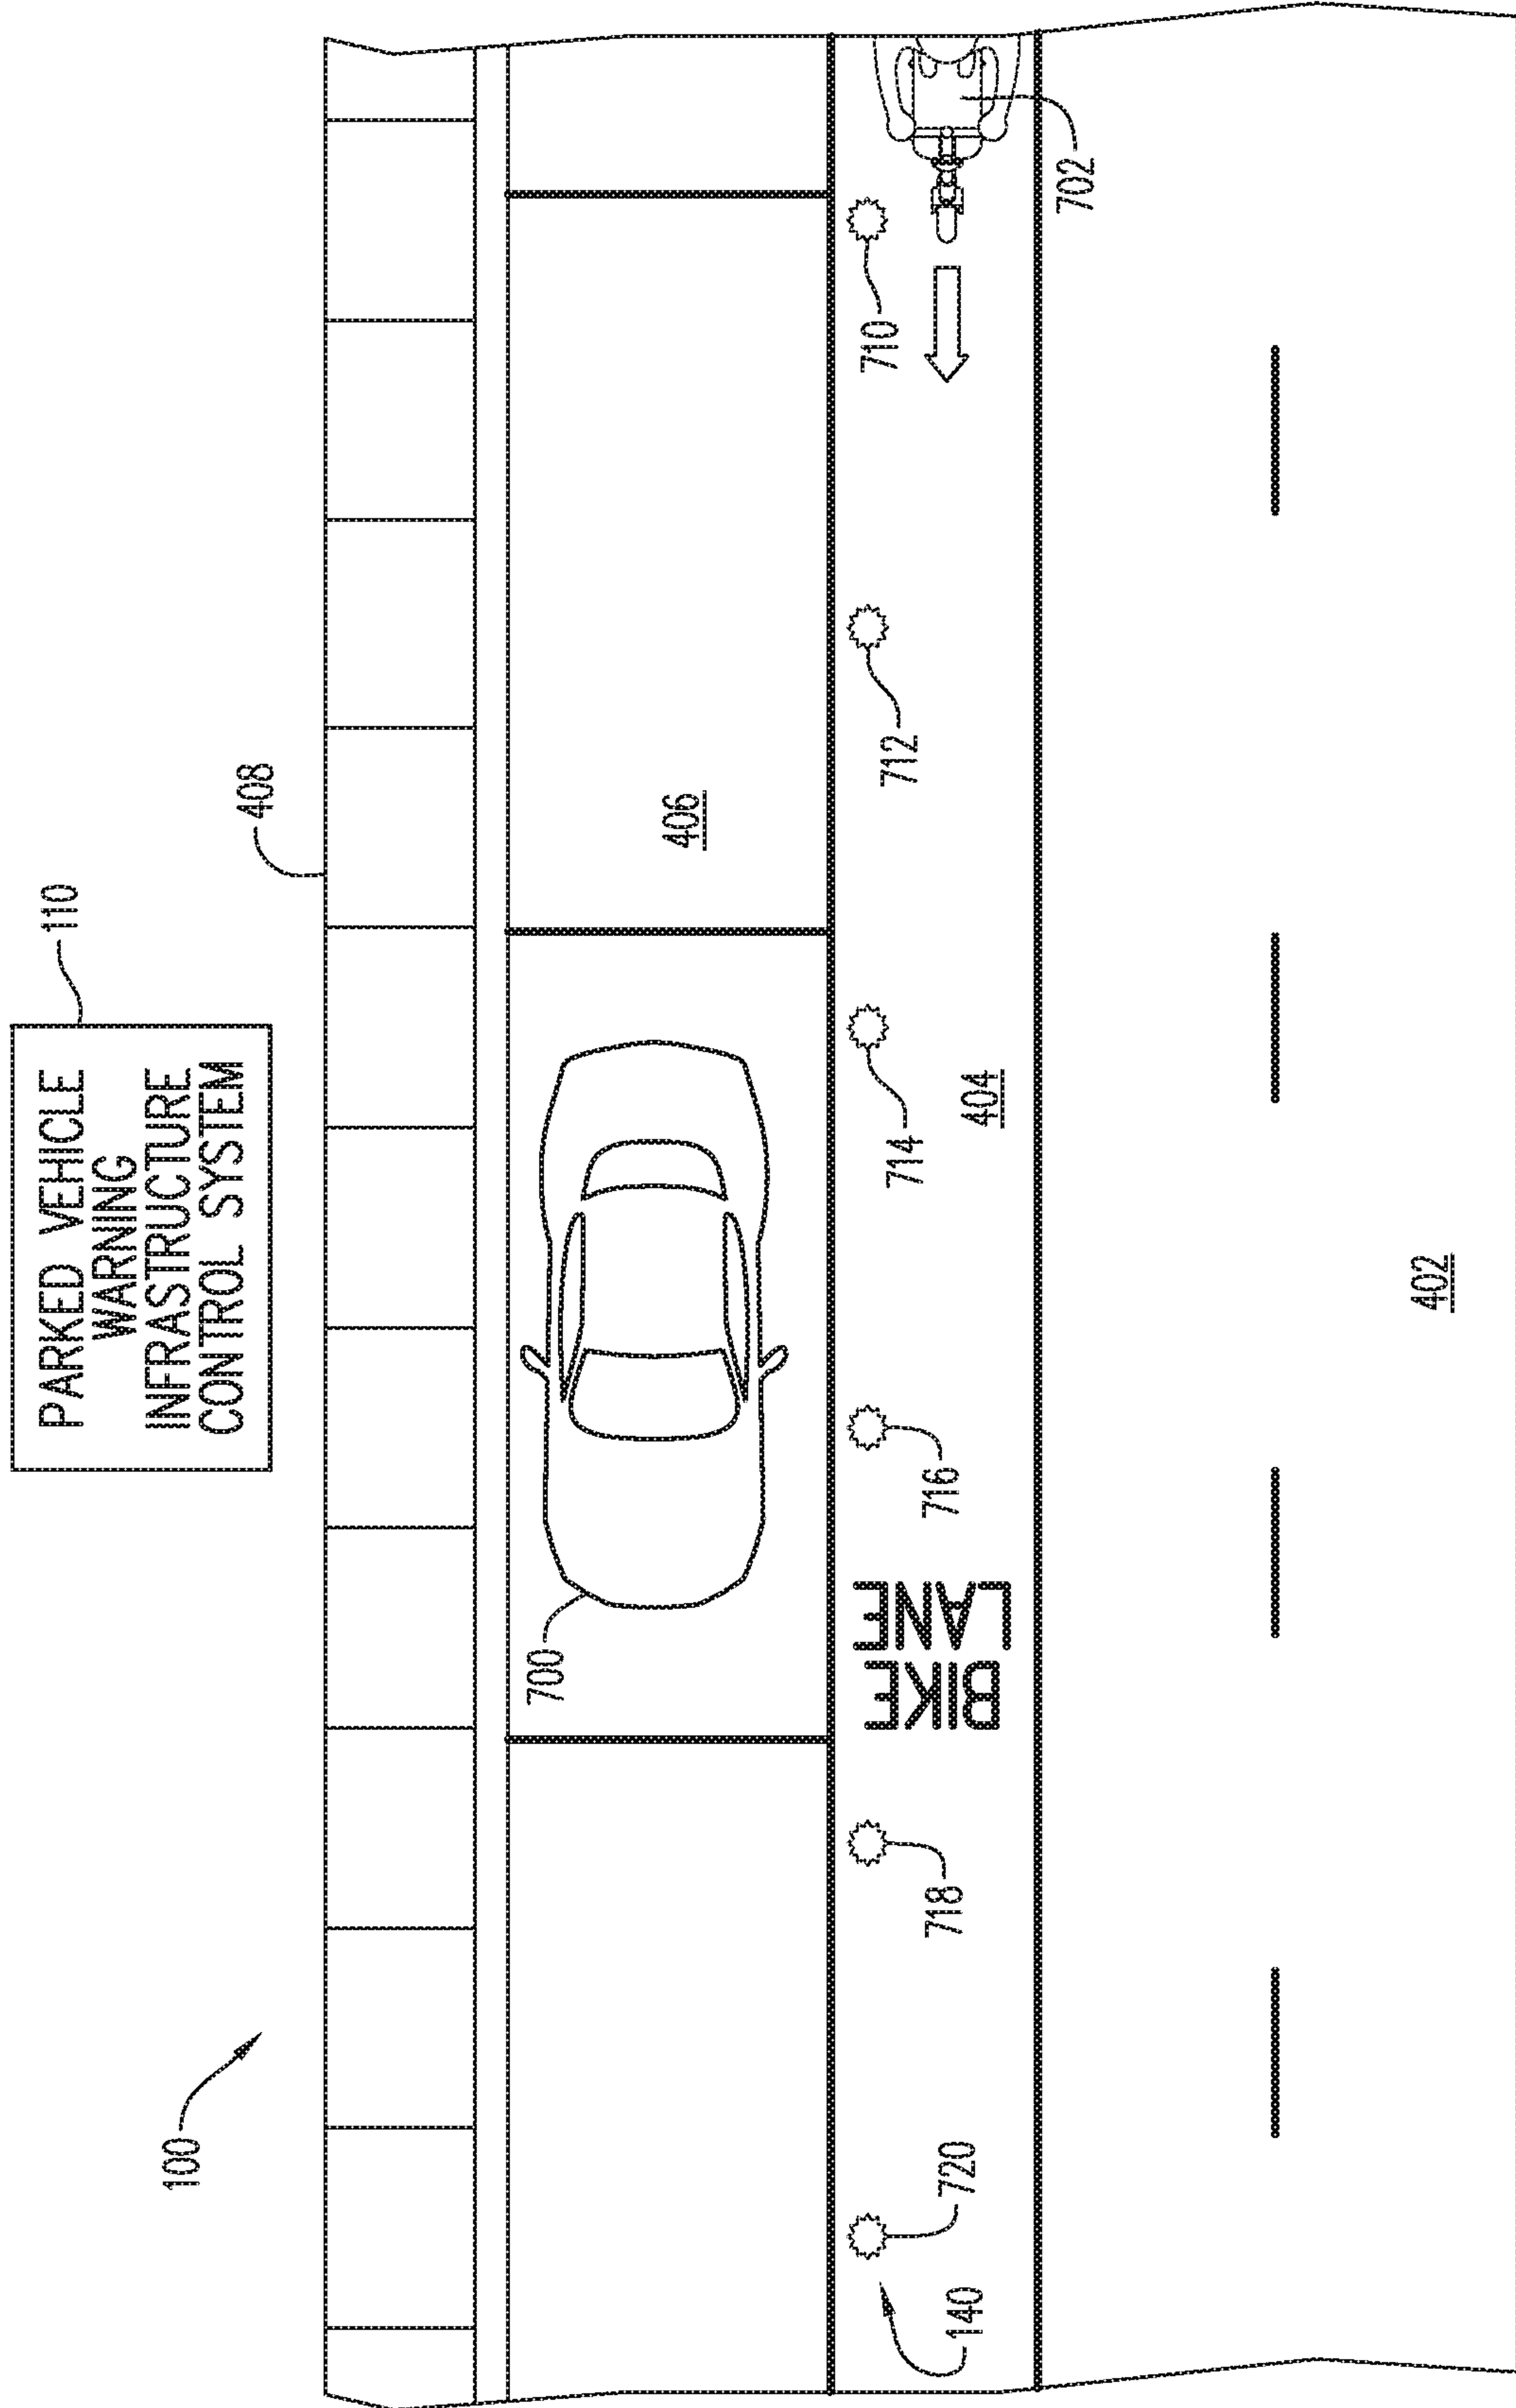 PARKED VEHICLE
WARNING
INFRASTRUCTURE
CONTROL SYSTEM
110
100
408
406
700
702
710
712
714
716
718
720
140
404
BIKE
LANE
402